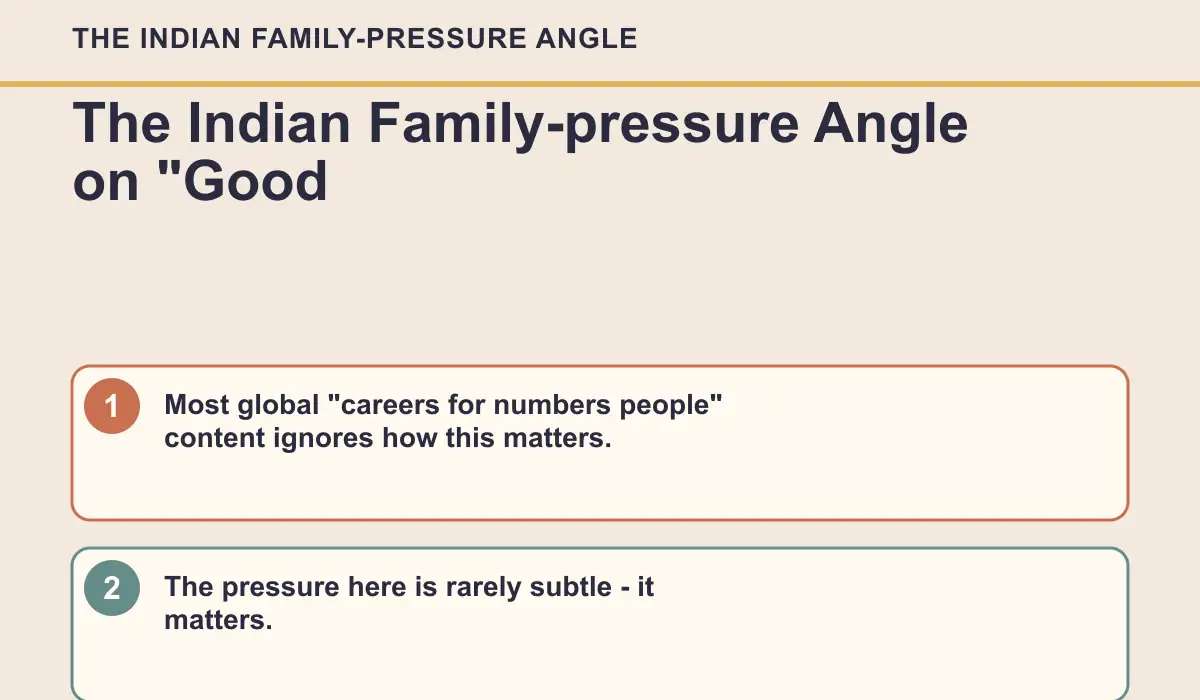 THE INDIAN FAMILY-PRESSURE ANGLE
The Indian Family-pressure Angle
on "Good
1
Most global "careers for numbers people"
content ignores how this matters.
2
The pressure here is rarely subtle - it
matters.